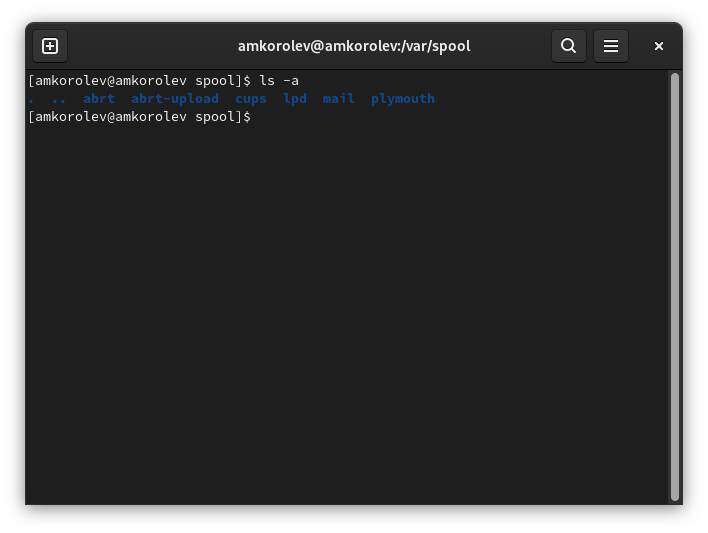 amkorolev@amkorolev:/var/spool
[amkorolev@amkorolev spool]$ ls -a
. .. abrt abrt-upload cups lpd mail plymouth
[amkorolev@amkorolev spool]$